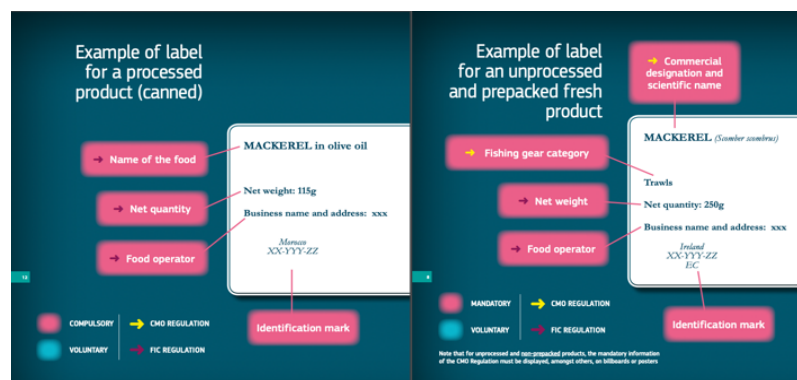 Example of label
for a processed
product (canned)
Name of the food
MACKEREL in olive oil
Net quantity
Net weight: 115g
Business name and address: xxx
Food operator
Morocco
XX-YYY-ZZ
Identification mark
12
COMPULSORY
CMO REGULATION
VOLUNTARY
FIC REGULATION
Example of label
for an unprocessed
and prepacked fresh
product
Commercial
designation and
scientific name
MACKEREL (Scomber scombrus)
Fishing gear category
Trawls
Net weight
Net quantity: 250g
Business name and address: xxx
Food operator
Ireland
XX-YYY-ZZ
EC
Identification mark
MANDATORY
CMO REGULATION
VOLUNTARY
FIC REGULATION
Note that for unprocessed and non-prepacked products, the mandatory information
of the CMO Regulation must be displayed, amongst others, on billboards or posters